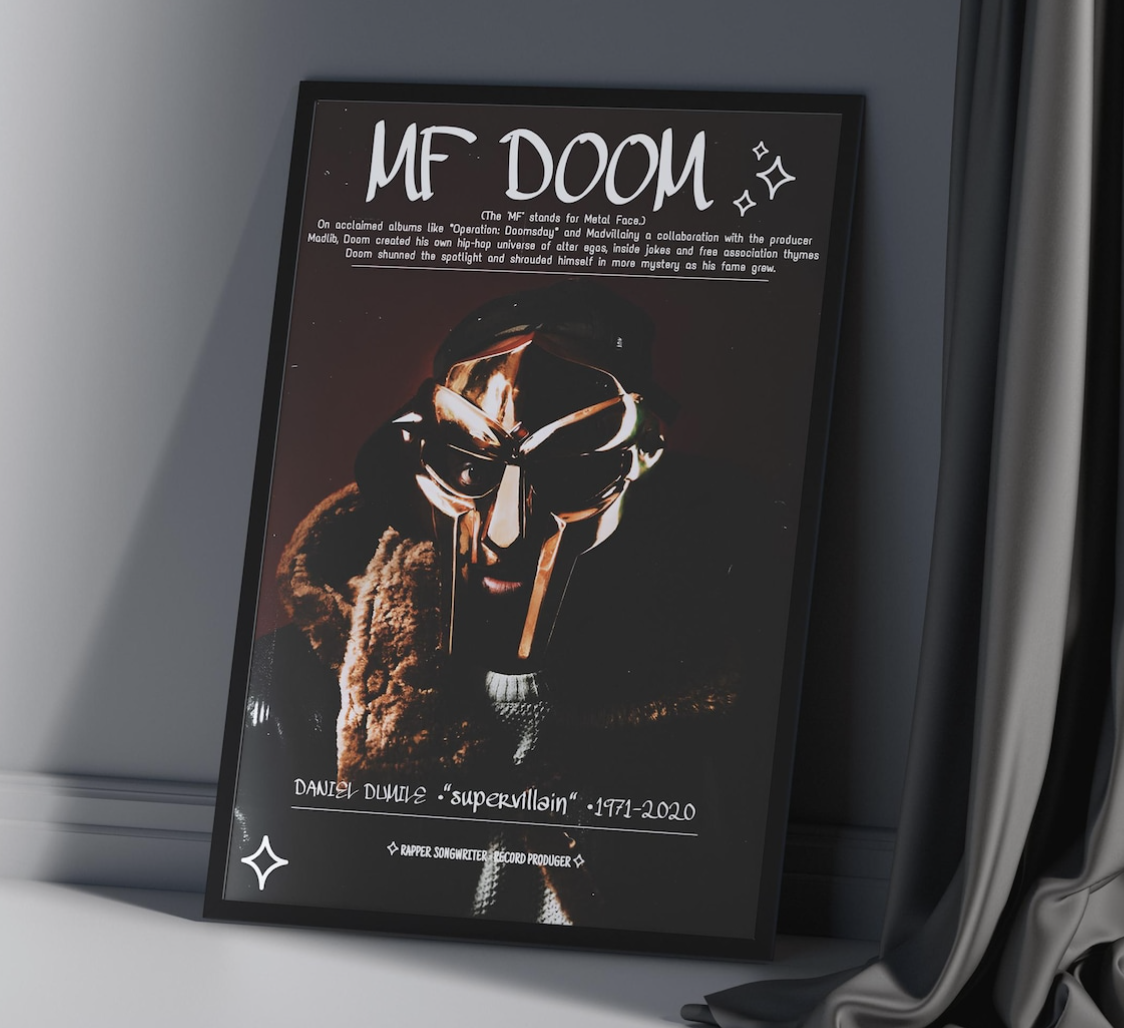 MF DOOM
(The 'MF' stands for Metal Face.)
On acclaimed albums like "Operation: Doomsday" and Madvillainy a collaboration with the producer
Madlib, Doom created his own hip-hop universe of alter egos, inside jokes and free association thymes
Doom shunned the spotlight and shrouded himself in more mystery as his fame grew.
DANIEL DUMILE •"supervillain" •1971-2020
RAPPER SONGWRITER RECORD PRODUGER